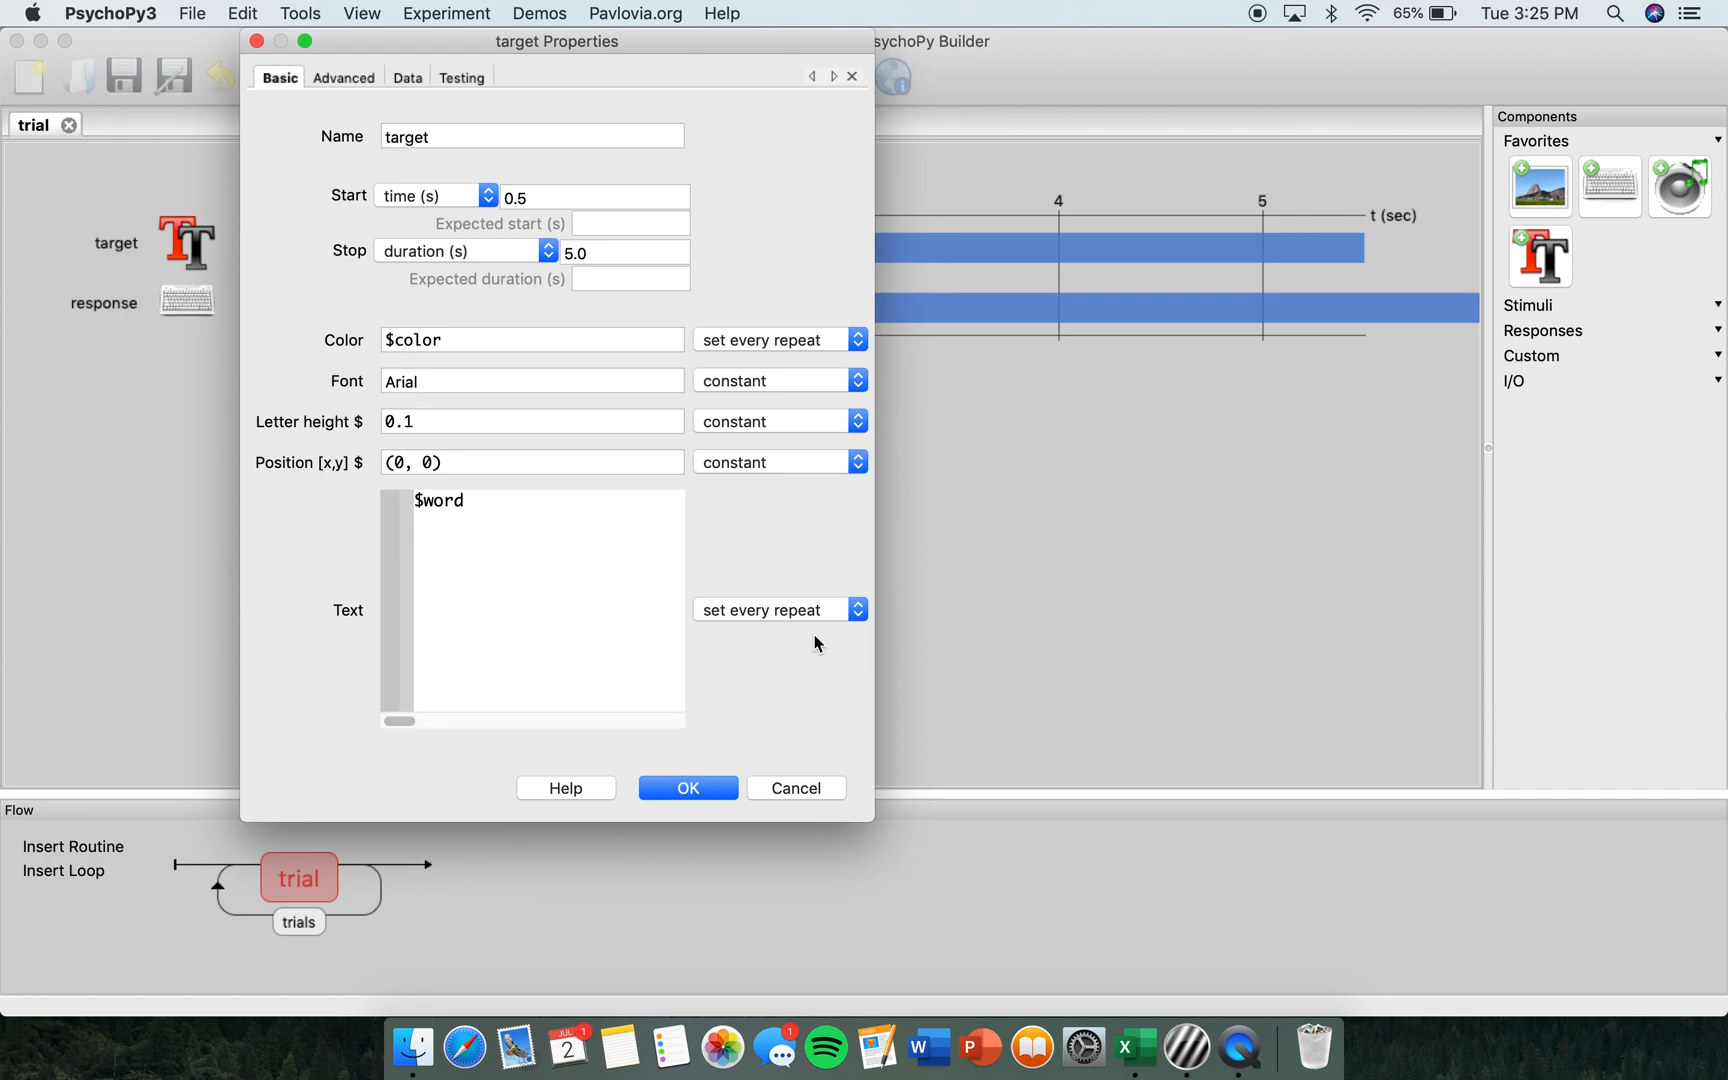 PsychoPy3 File Edit Tools View Experiment Demos Pavlovia.org Help 65% Tue 3:25 PM
target Properties
sychoPy Builder
Basic Advanced Data Testing
trial
Components
Favorites
Name target
Start time (s) 0.5
Expected start (s)
Stop duration (s) 5.0
Expected duration (s)
4 5 t (sec)
target
response
Stimuli
Responses
Custom
I/O
Color $color set every repeat
Font Arial constant
Letter height $ 0.1 constant
Position [x,y] $ (0, 0) constant
$word
Text set every repeat
Help OK Cancel
Flow
Insert Routine
Insert Loop
trial
trials
JUL 1
2
1
W P X